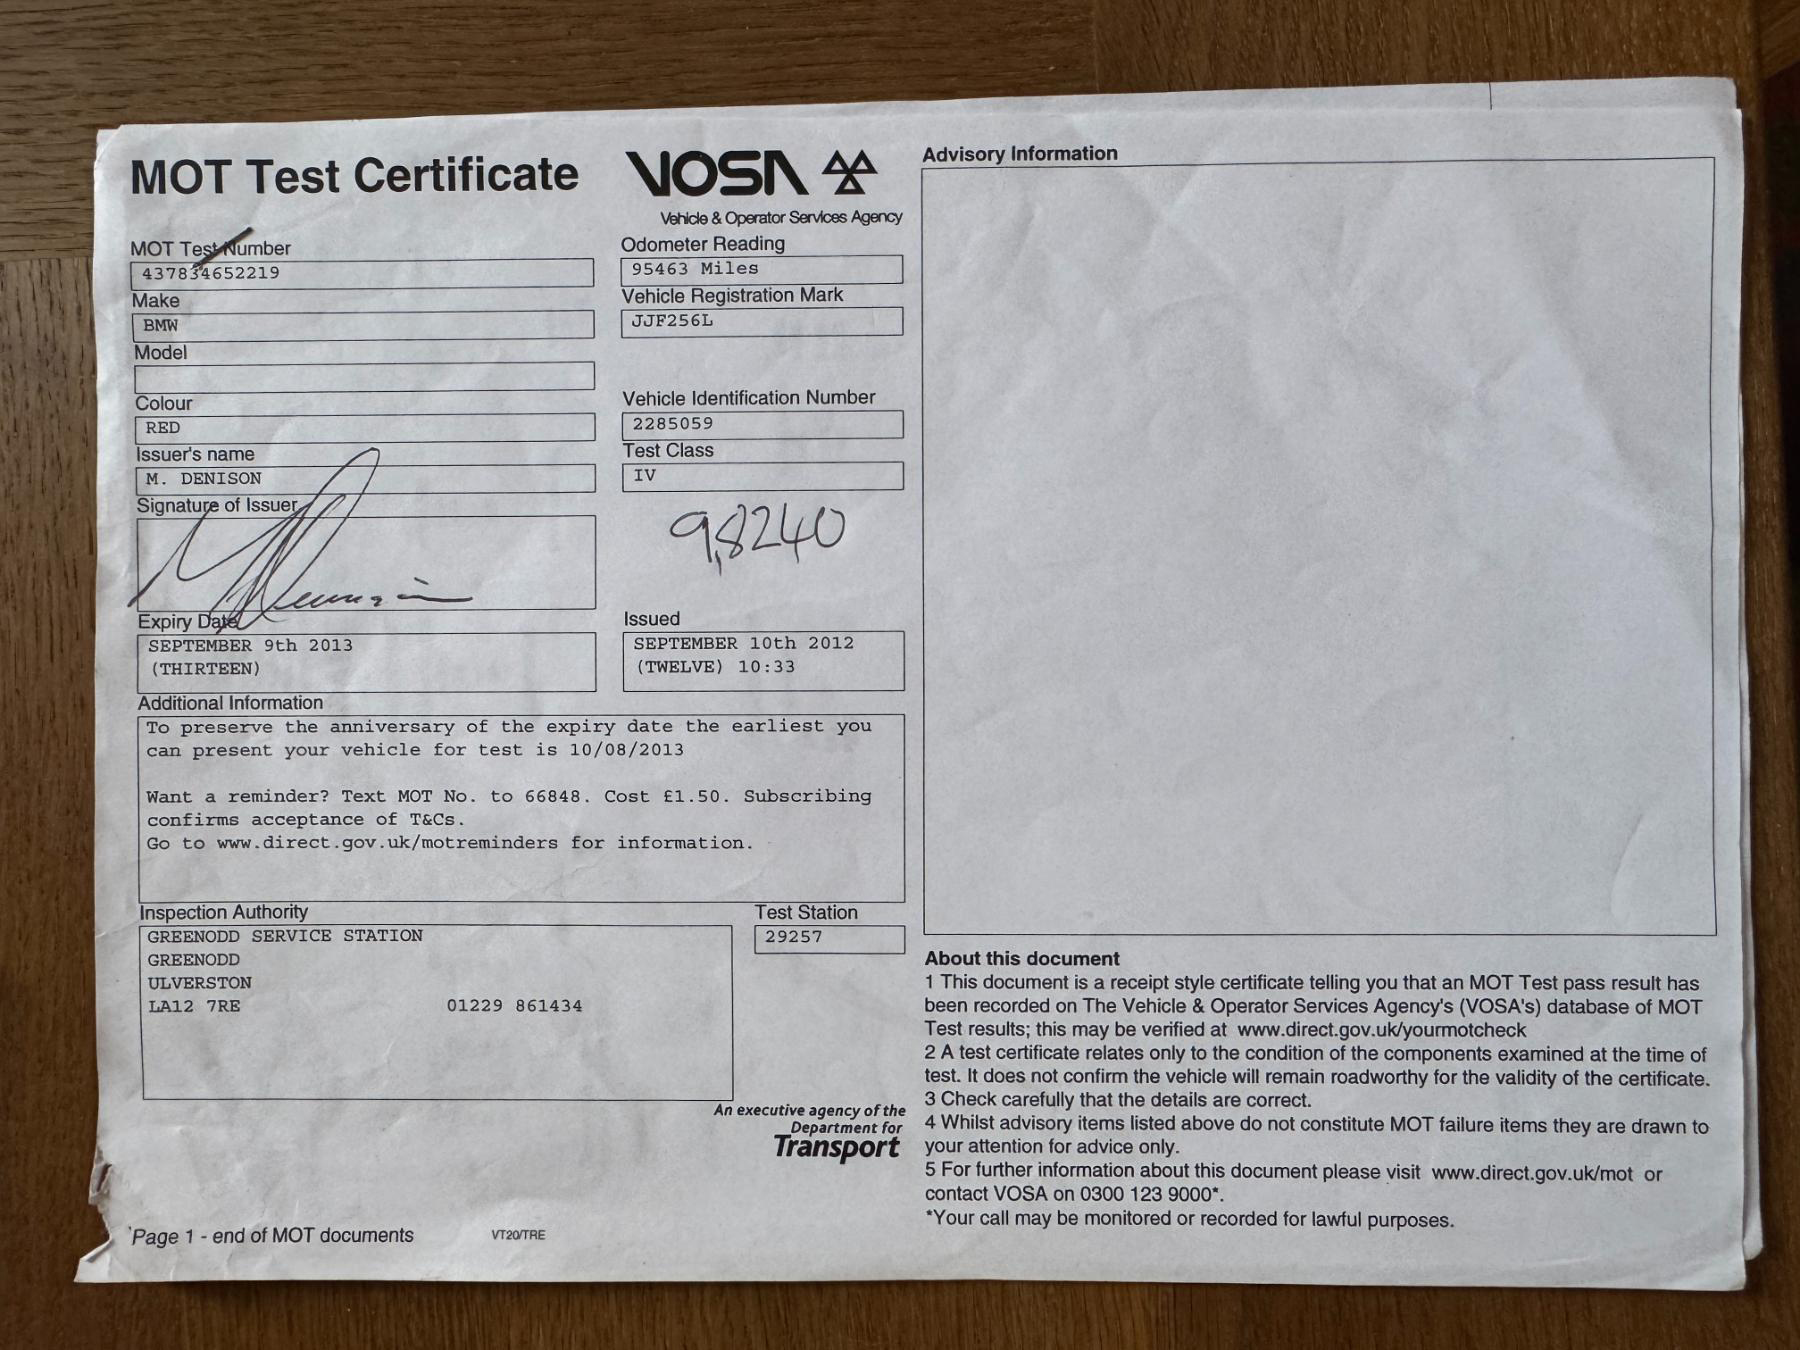 MOT Test Certificate
VOSA
Vehicle & Operator Services Agency
MOT Test Number
437834652219
Odometer Reading
95463 Miles
Make
BMW
Vehicle Registration Mark
JJF256L
Model
Colour
RED
Vehicle Identification Number
2285059
Issuer's name
M. DENISON
Test Class
IV
Signature of Issuer
9,8240
Expiry Date
SEPTEMBER 9th 2013
(THIRTEEN)
Issued
SEPTEMBER 10th 2012
(TWELVE) 10:33
Additional Information
To preserve the anniversary of the expiry date the earliest you
can present your vehicle for test is 10/08/2013
Want a reminder? Text MOT No. to 66848. Cost £1.50. Subscribing
confirms acceptance of T&Cs.
Go to www.direct.gov.uk/motreminders for information.
Inspection Authority
GREENODD SERVICE STATION
GREENODD
ULVERSTON
LA12 7RE 01229 861434
Test Station
29257
An executive agency of the
Department for
Transport
Page 1 - end of MOT documents
VT20/TRE
Advisory Information
About this document
1 This document is a receipt style certificate telling you that an MOT Test pass result has
been recorded on The Vehicle & Operator Services Agency's (VOSA's) database of MOT
Test results; this may be verified at www.direct.gov.uk/yourmotcheck
2 A test certificate relates only to the condition of the components examined at the time of
test. It does not confirm the vehicle will remain roadworthy for the validity of the certificate.
3 Check carefully that the details are correct.
4 Whilst advisory items listed above do not constitute MOT failure items they are drawn to
your attention for advice only.
5 For further information about this document please visit www.direct.gov.uk/mot or
contact VOSA on 0300 123 9000*.
*Your call may be monitored or recorded for lawful purposes.